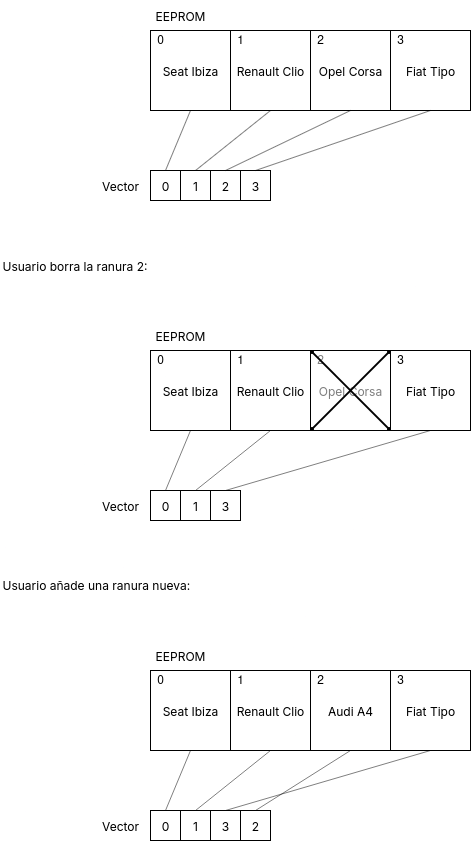 EEPROM
0 1 2 3
Seat Ibiza Renault Clio Opel Corsa Fiat Tipo
Vector 0 1 2 3
Usuario borra la ranura 2:
EEPROM
0 1 2 3
Seat Ibiza Renault Clio Opel Corsa Fiat Tipo
Vector 0 1 3
Usuario añade una ranura nueva:
EEPROM
0 1 2 3
Seat Ibiza Renault Clio Audi A4 Fiat Tipo
Vector 0 1 3 2